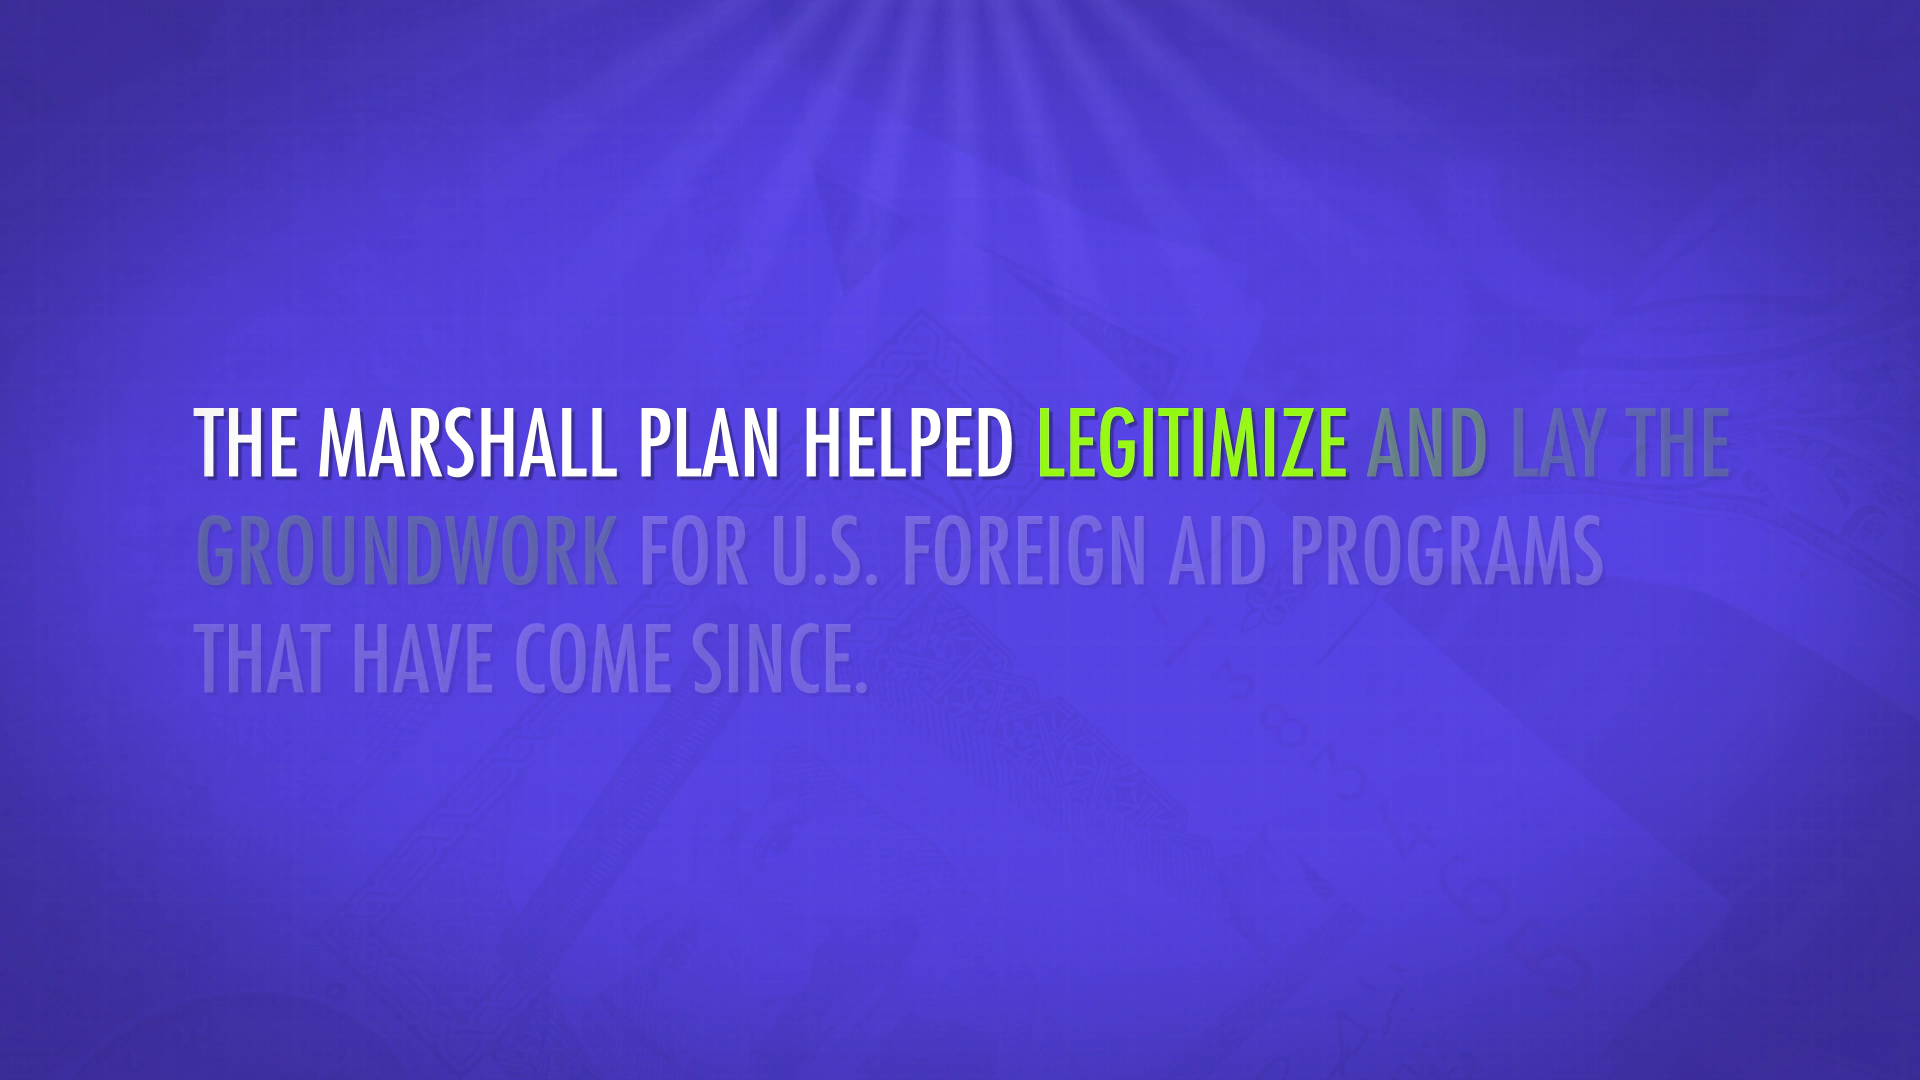 THE MARSHALL PLAN HELPED LEGITIMIZE AND LAY THE
GROUNDWORK FOR U.S. FOREIGN AID PROGRAMS
THAT HAVE COME SINCE.